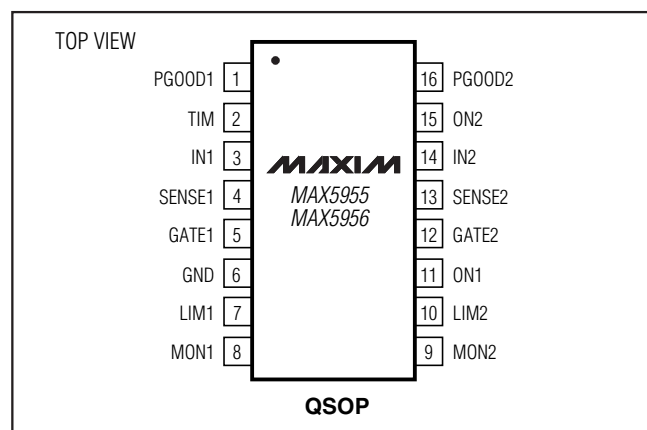 TOP VIEW
PGOOD1 1
TIM 2
IN1 3
SENSE1 4
GATE1 5
GND 6
LIM1 7
MON1 8
MAXIM
MAX5955
MAX5956
16 PGOOD2
15 ON2
14 IN2
13 SENSE2
12 GATE2
11 ON1
10 LIM2
9 MON2
QSOP